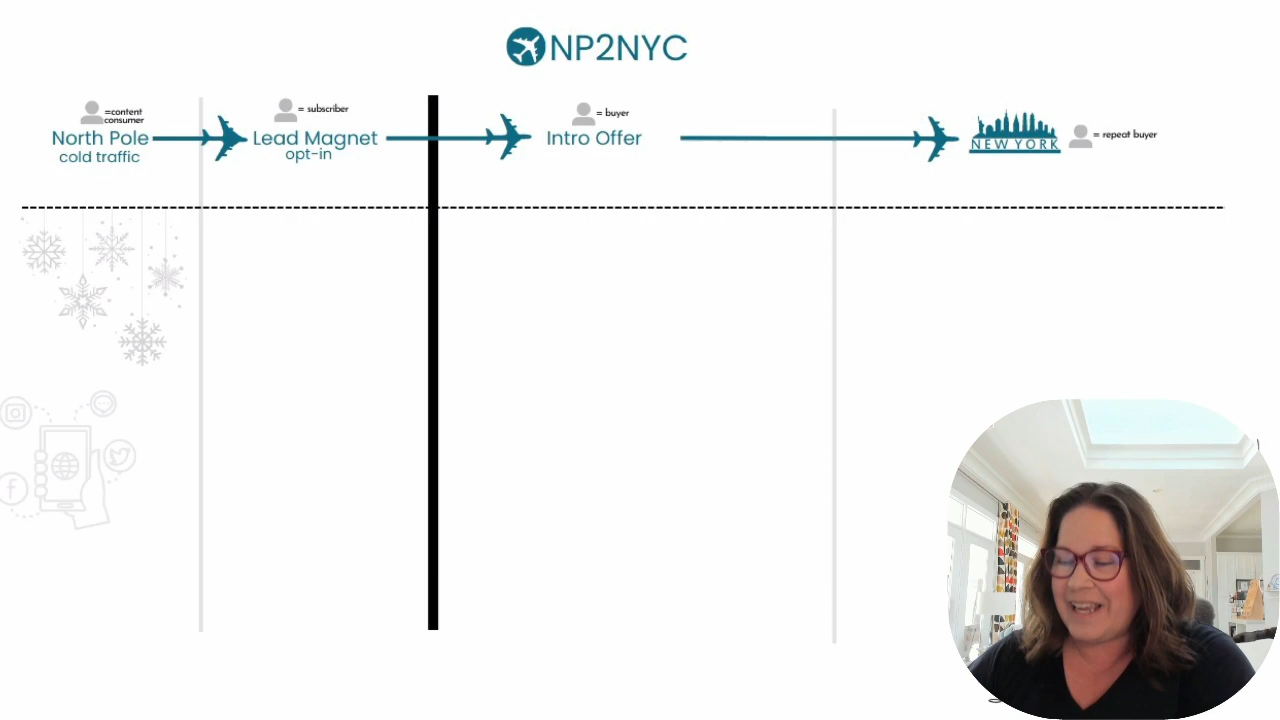 NP2NYC
=content
consumer
North Pole
cold traffic
= subscriber
Lead Magnet
opt-in
= buyer
Intro Offer
NEW YORK
= repeat buyer